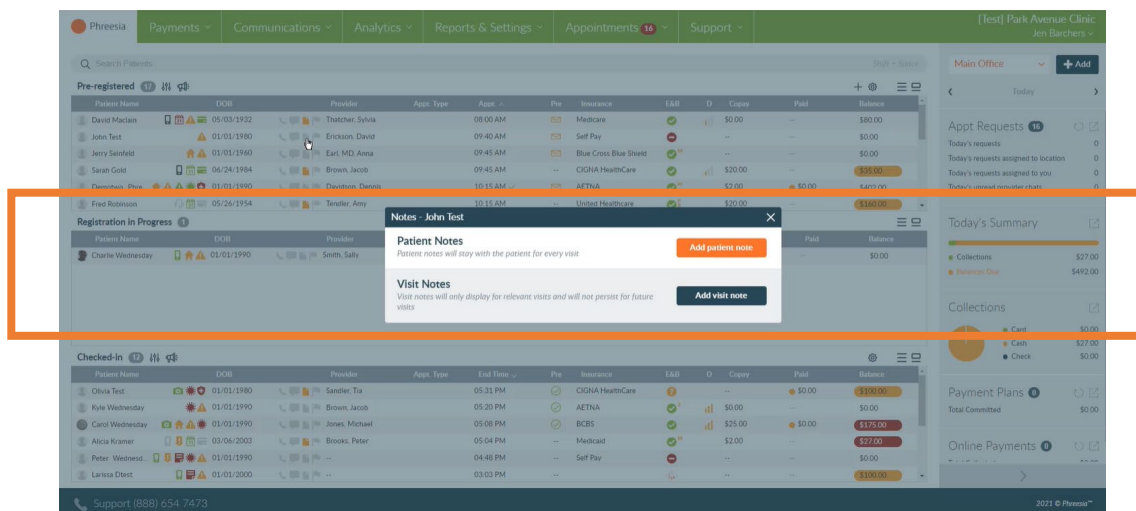 Phreesia Payments Communications Analytics Reports & Settings Appointments 16 Support [Test] Park Avenue Clinic
Jen Barchers
Search Patients Shift + Space Main Office + Add
Pre-registered 17 Today
Patient Name DOB Provider Appt. Type Appt. Pre Insurance E&B D Copay Paid Balance
David Maclain 05/03/1932 Thatcher, Sylvia 08:00 AM Medicare $0.00 -- $80.00
John Test 01/01/1980 Erickson, David 09:40 AM Self Pay -- -- $0.00
Jerry Sainfeld 01/01/1960 Earl, MD, Anna 09:45 AM Blue Cross Blue Shield -- -- $0.00
Sarah Gold 06/24/1984 Brown, Jacob 09:45 AM -- CIGNA HealthCare $20.00 -- $35.00
01/01/1990 Davidson, Dennis 10:15 AM AETNA $2.00 $0.00 $402.00
Fred Robinson 05/26/1954 Tendler, Amy 10:15 AM -- United Healthcare $20.00 -- $160.00
Appt Requests 16
Today's requests 0
Today's requests assigned to location 0
Today's requests assigned to you 0
Today's unread provider chats
Registration in Progress 1
Patient Name DOB Provider Paid Balance
Charlie Wednesday 01/01/1990 Smith, Sally -- $0.00
Notes - John Test
Patient Notes
Patient notes will stay with the patient for every visit
Add patient note
Visit Notes
Visit notes will only display for relevant visits and will not persist for future
visits
Add visit note
Today's Summary
Collections $27.00
Balances Due $492.00
Collections
Card $0.00
Cash $27.00
Check $0.00
Checked-in 12
Patient Name DOB Provider Appt. Type End Time Pre Insurance E&B D Copay Paid Balance
Olivia Test 01/01/1980 Sandler, Tia 05:31 PM CIGNA HealthCare -- $0.00 $100.00
Kyle Wednesday 01/01/1990 Brown, Jacob 05:20 PM AETNA $0.00 -- $0.00
Carol Wednesday 01/01/1990 Jones, Michael 05:08 PM BCBS $25.00 $0.00 $175.00
Alicia Kramer 03/06/2003 Brooks, Peter 05:04 PM -- Medicaid $2.00 -- $27.00
Peter Wednesd... 01/01/1990 -- 04:48 PM -- Self Pay -- -- $0.00
Larissa Dtest 01/01/2000 -- 03:03 PM -- -- -- $100.00
Payment Plans 0
Total Committed $0.00
Online Payments 0
Support (888) 654 7473 2021 © Phreesia™